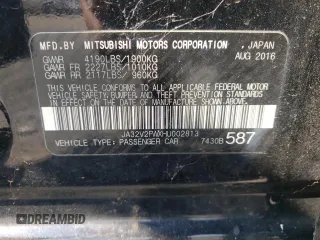 MFD.BY MITSUBISHI MOTORS CORPORATION , JAPAN
GVWR 4190LBS/1900KG AUG 2016
GAWR FR 2227LBS/1010KG
GAWR RR 2117LBS/ 960KG
THIS VEHICLE CONFORMS TO ALL APPLICABLE FEDERAL MOTOR VEHICLE
SAFETY, BUMPER AND THEFT PREVENTION STANDARDS IN EFFECT ON THE
DATE OF MANUFACTURE SHOWN ABOVE.
JA32V2FWXHU002813
VEHICLE TYPE: PASSENGER CAR 7430B 587